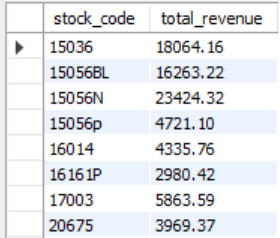 stock_code total_revenue
15036 18064.16
15056BL 16263.22
15056N 23424.32
15056p 4721.10
16014 4335.76
16161P 2980.42
17003 5863.59
20675 3969.37